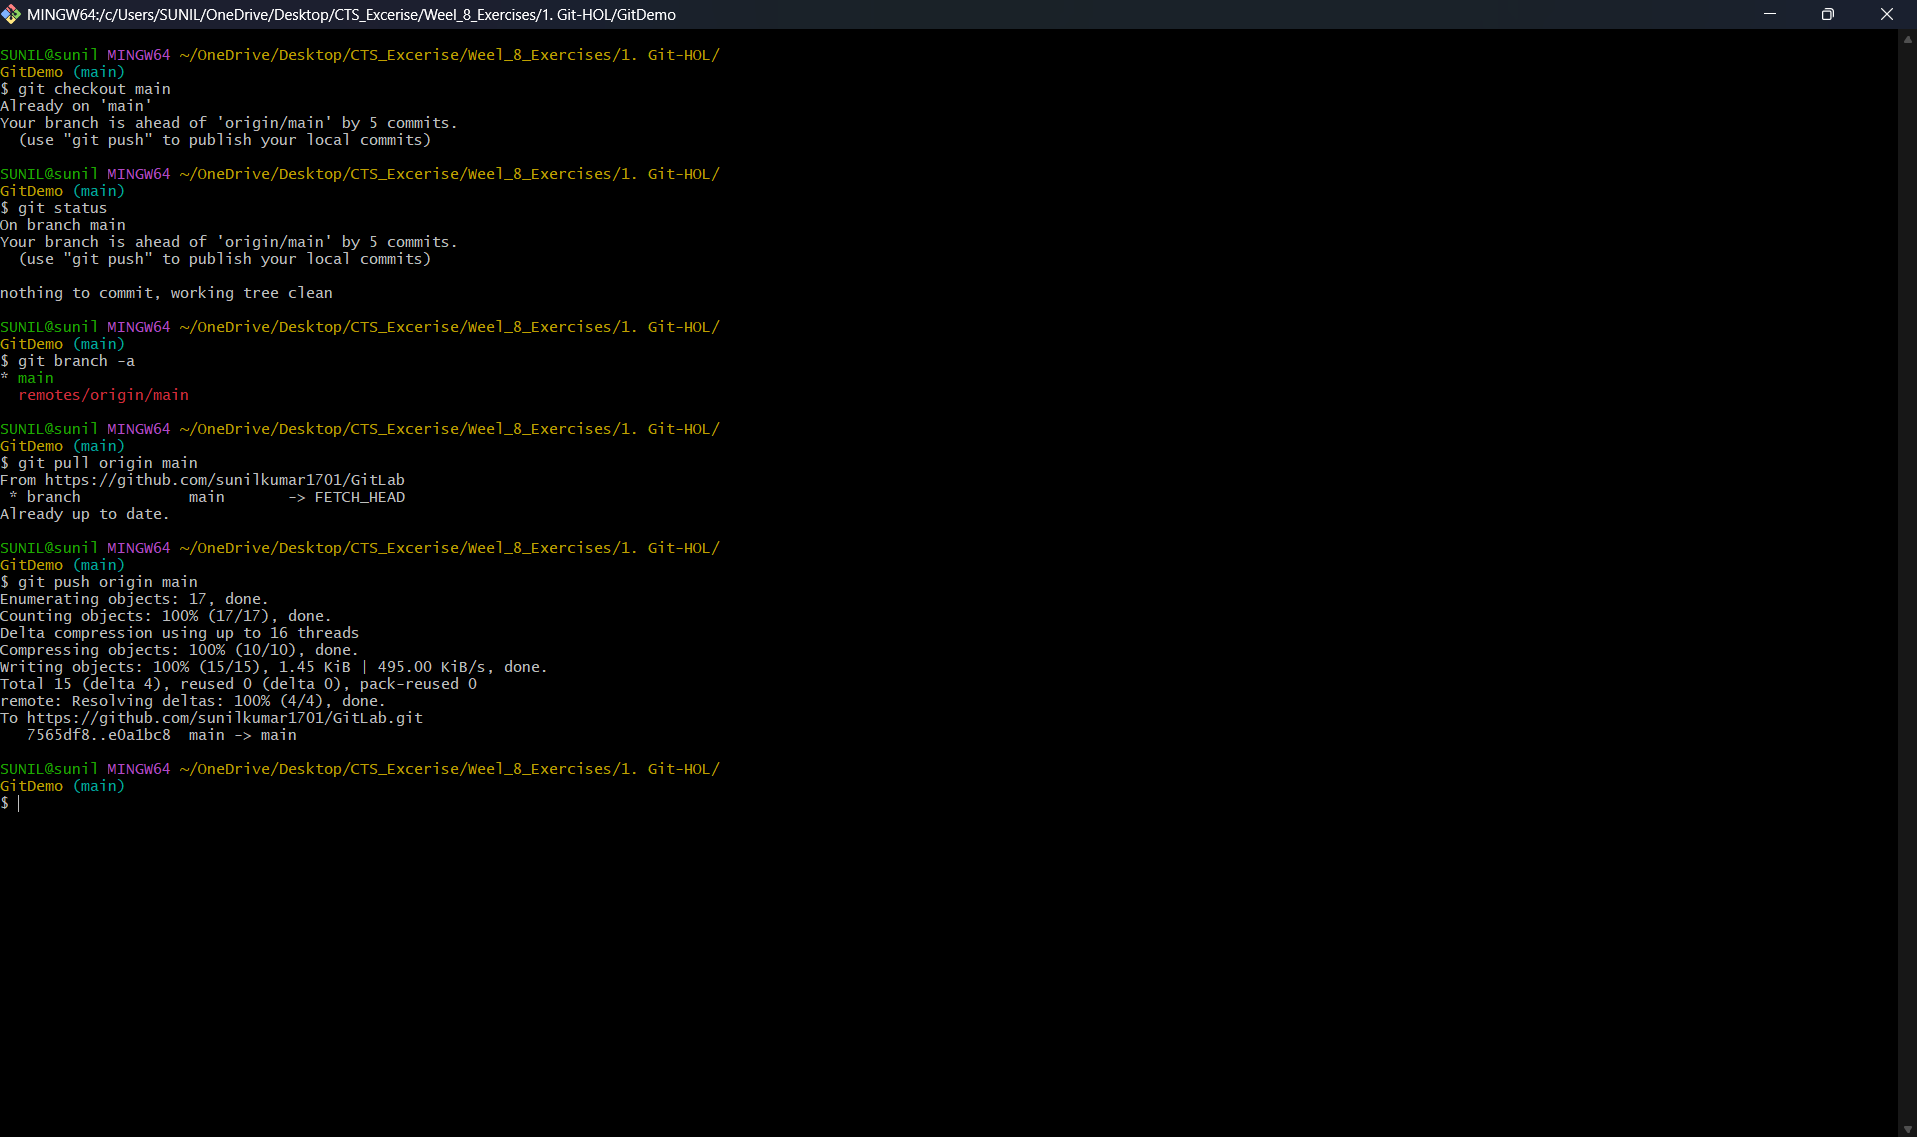 MINGW64:/c/Users/SUNIL/OneDrive/Desktop/CTS_Excerise/Weel_8_Exercises/1. Git-HOL/GitDemo
SUNIL@sunil MINGW64 ~/OneDrive/Desktop/CTS_Excerise/Weel_8_Exercises/1. Git-HOL/
GitDemo (main)
$ git checkout main
Already on 'main'
Your branch is ahead of 'origin/main' by 5 commits.
  (use "git push" to publish your local commits)
SUNIL@sunil MINGW64 ~/OneDrive/Desktop/CTS_Excerise/Weel_8_Exercises/1. Git-HOL/
GitDemo (main)
$ git status
On branch main
Your branch is ahead of 'origin/main' by 5 commits.
  (use "git push" to publish your local commits)
nothing to commit, working tree clean
SUNIL@sunil MINGW64 ~/OneDrive/Desktop/CTS_Excerise/Weel_8_Exercises/1. Git-HOL/
GitDemo (main)
$ git branch -a
* main
  remotes/origin/main
SUNIL@sunil MINGW64 ~/OneDrive/Desktop/CTS_Excerise/Weel_8_Exercises/1. Git-HOL/
GitDemo (main)
$ git pull origin main
From https://github.com/sunilkumar1701/GitLab
 * branch            main       -> FETCH_HEAD
Already up to date.
SUNIL@sunil MINGW64 ~/OneDrive/Desktop/CTS_Excerise/Weel_8_Exercises/1. Git-HOL/
GitDemo (main)
$ git push origin main
Enumerating objects: 17, done.
Counting objects: 100% (17/17), done.
Delta compression using up to 16 threads
Compressing objects: 100% (10/10), done.
Writing objects: 100% (15/15), 1.45 KiB | 495.00 KiB/s, done.
Total 15 (delta 4), reused 0 (delta 0), pack-reused 0
remote: Resolving deltas: 100% (4/4), done.
To https://github.com/sunilkumar1701/GitLab.git
   7565df8..e0a1bc8  main -> main
SUNIL@sunil MINGW64 ~/OneDrive/Desktop/CTS_Excerise/Weel_8_Exercises/1. Git-HOL/
GitDemo (main)
$